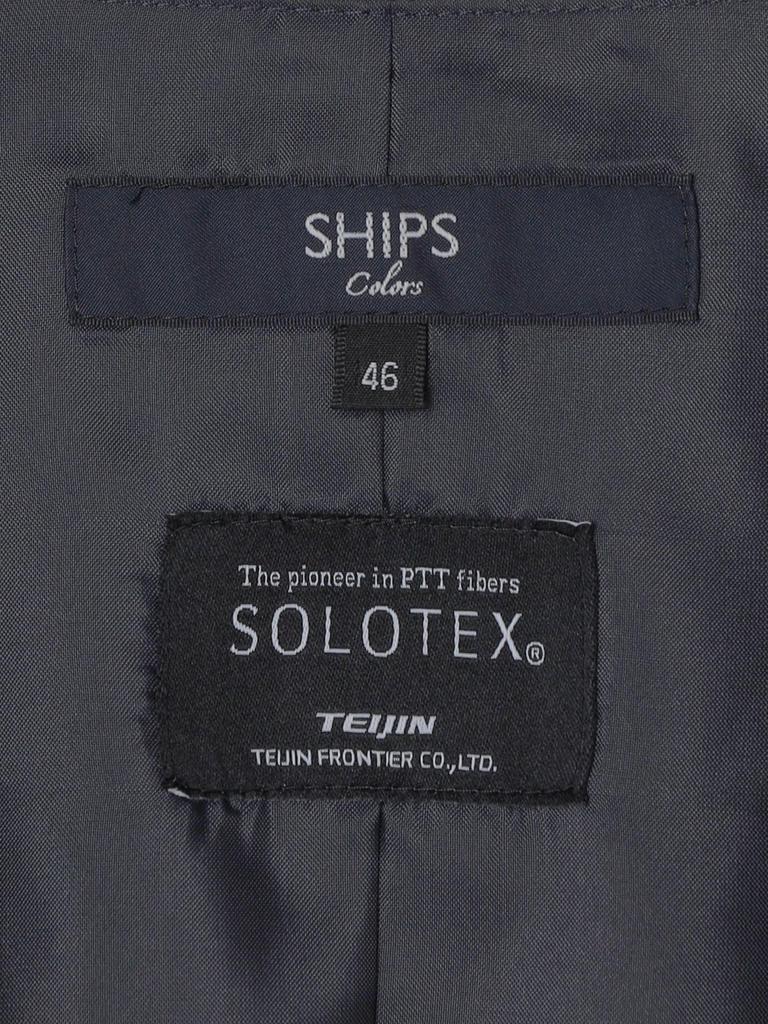 SHIPS
Colors
46
The pioneer in PTT fibers
SOLOTEX®
TEIJIN
TEIJIN FRONTIER CO.,LTD.